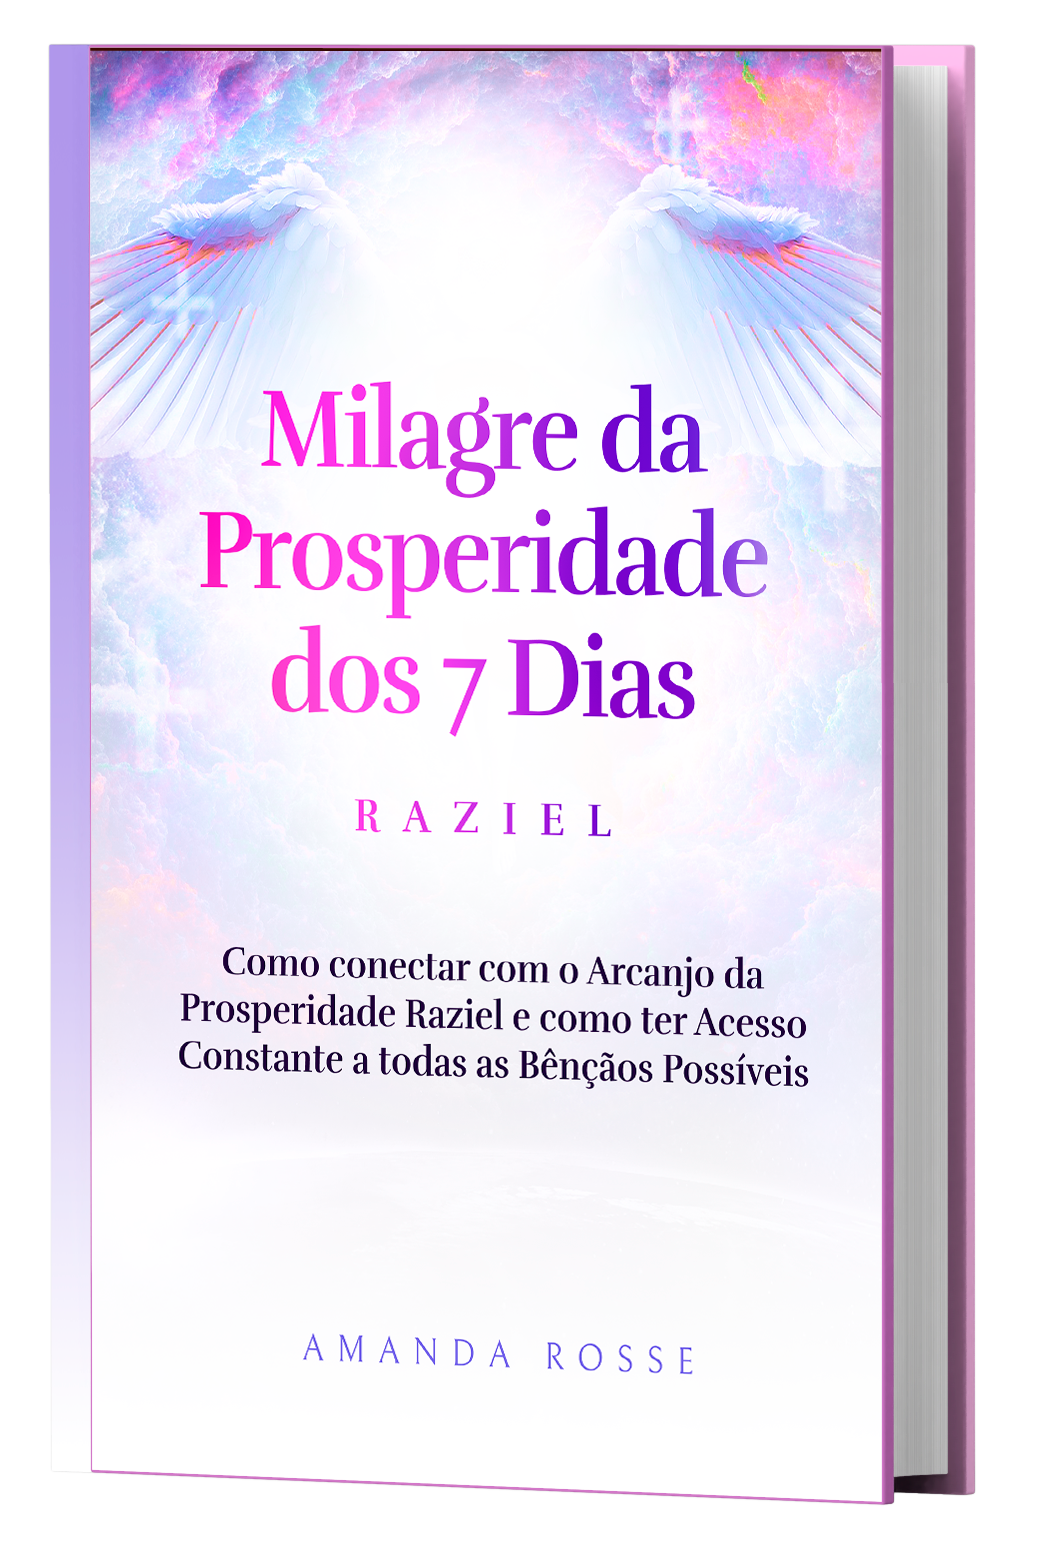 Milagre da
Prosperidade
dos 7 Dias
RAZIEL
Como conectar com o Arcanjo da
Prosperidade Raziel e como ter Acesso
Constante a todas as Bênçãos Possíveis
AMANDA ROSSE